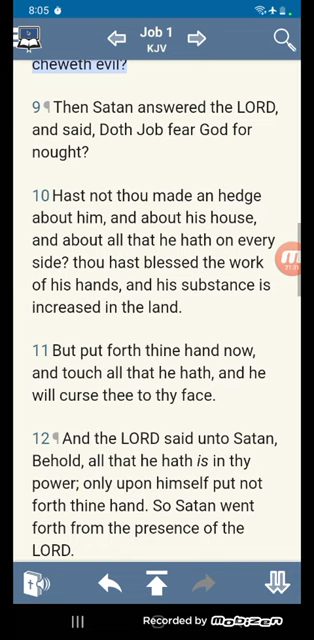 8:05
Job 1
KJV
cheweth evil?
9¶Then Satan answered the LORD,
and said, Doth Job fear God for
nought?
10 Hast not thou made an hedge
about him, and about his house,
and about all that he hath on every
side? thou hast blessed the work
of his hands, and his substance is
increased in the land.
11 But put forth thine hand now,
and touch all that he hath, and he
will curse thee to thy face.
12¶And the LORD said unto Satan,
Behold, all that he hath is in thy
power; only upon himself put not
forth thine hand. So Satan went
forth from the presence of the
LORD.
Recorded by mobizen